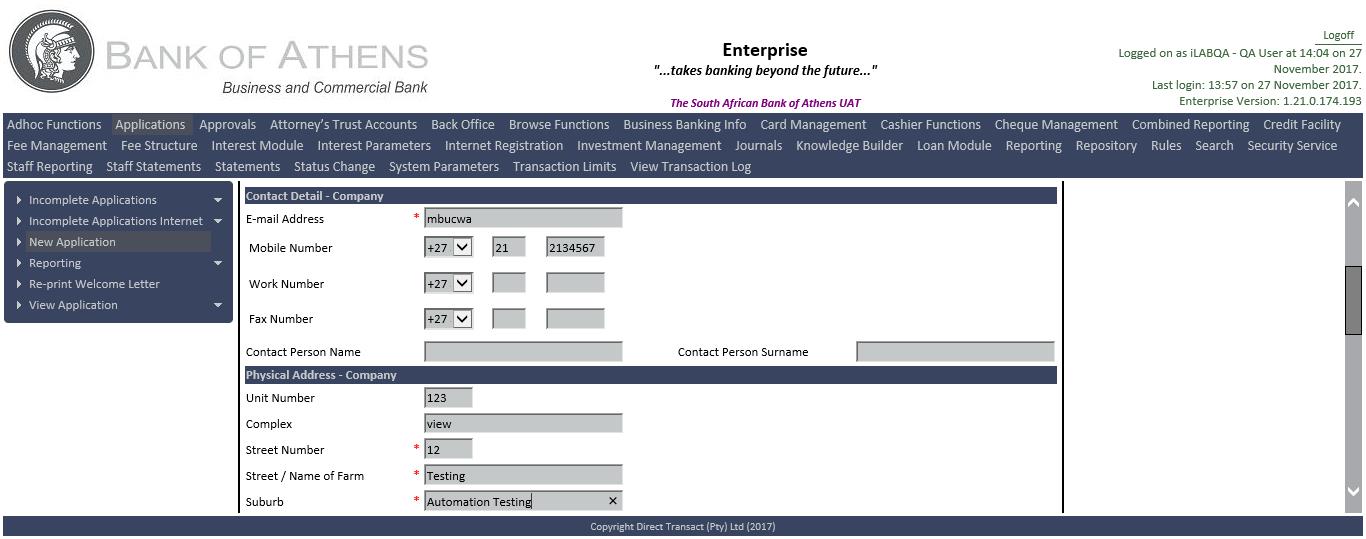 BANK OF ATHENS
Business and Commercial Bank
Enterprise
"...takes banking beyond the future..."
The South African Bank of Athens UAT
Logoff
Logged on as iLABQA - QA User at 14:04 on 27
November 2017.
Last login: 13:57 on 27 November 2017.
Enterprise Version: 1.21.0.174.193
Adhoc Functions Applications Approvals Attorney's Trust Accounts Back Office Browse Functions Business Banking Info Card Management Cashier Functions Cheque Management Combined Reporting Credit Facility
Fee Management Fee Structure Interest Module Interest Parameters Internet Registration Investment Management Journals Knowledge Builder Loan Module Reporting Repository Rules Search Security Service
Staff Reporting Staff Statements Statements Status Change System Parameters Transaction Limits View Transaction Log
Incomplete Applications
Incomplete Applications Internet
New Application
Reporting
Re-print Welcome Letter
View Application
Contact Detail - Company
E-mail Address * mbucwa
Mobile Number +27 21 2134567
Work Number +27
Fax Number +27
Contact Person Name Contact Person Surname
Physical Address - Company
Unit Number 123
Complex view
Street Number * 12
Street / Name of Farm * Testing
Suburb * Automation Testing
Copyright Direct Transact (Pty) Ltd (2017)